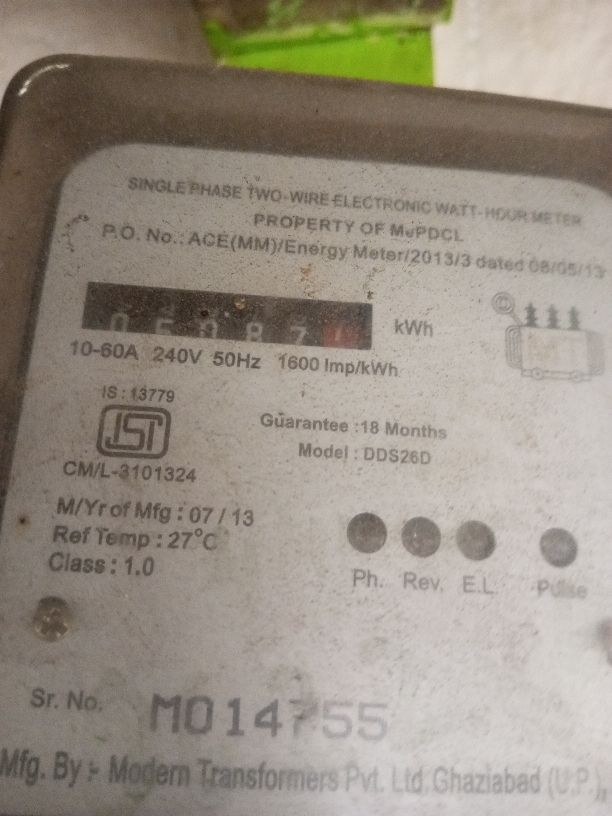 SINGLE PHASE TWO-WIRE ELECTRONIC WATT-HOUR METER
PROPERTY OF MePDCL
P.O. No.: ACE(MM)/Energy Meter/2013/3 dated 08/05/13
kWh
10-60A 240V 50Hz 1600 Imp/kWh
IS : 13779
Guarantee :18 Months
Model : DDS26D
CM/L-3101324
M/Yr of Mfg : 07 / 13
Ref Temp : 27°C
Class : 1.0
Ph. Rev. E.L. Pulse
Sr. No. M014755
Mfg. By :- Modern Transformers Pvt. Ltd. Ghaziabad (U.P.),